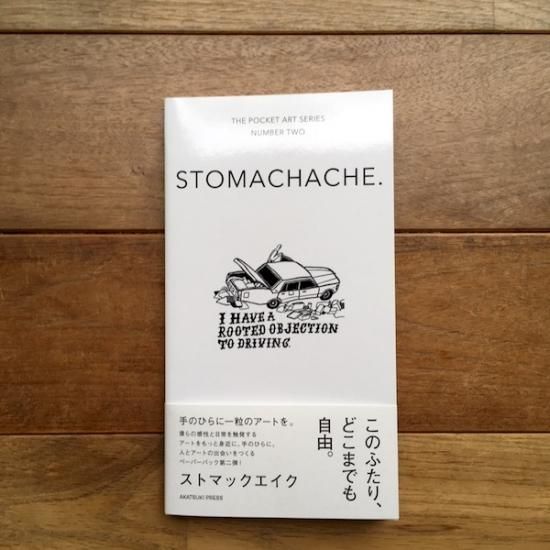 THE POCKET ART SERIES
NUMBER TWO
STOMACHACHE.
I HAVE A
ROOTED OBJECTION
TO DRIVING.
このふたり、
どこまでも
自由。
手のひらに一粒のアートを。
僕らの感性と日常を触発する
アートをもっと身近に、手のひらに。
人とアートの出会いをつくる
ペーパーバック第二弾！
ストマックエイク
AKATSUKI PRESS